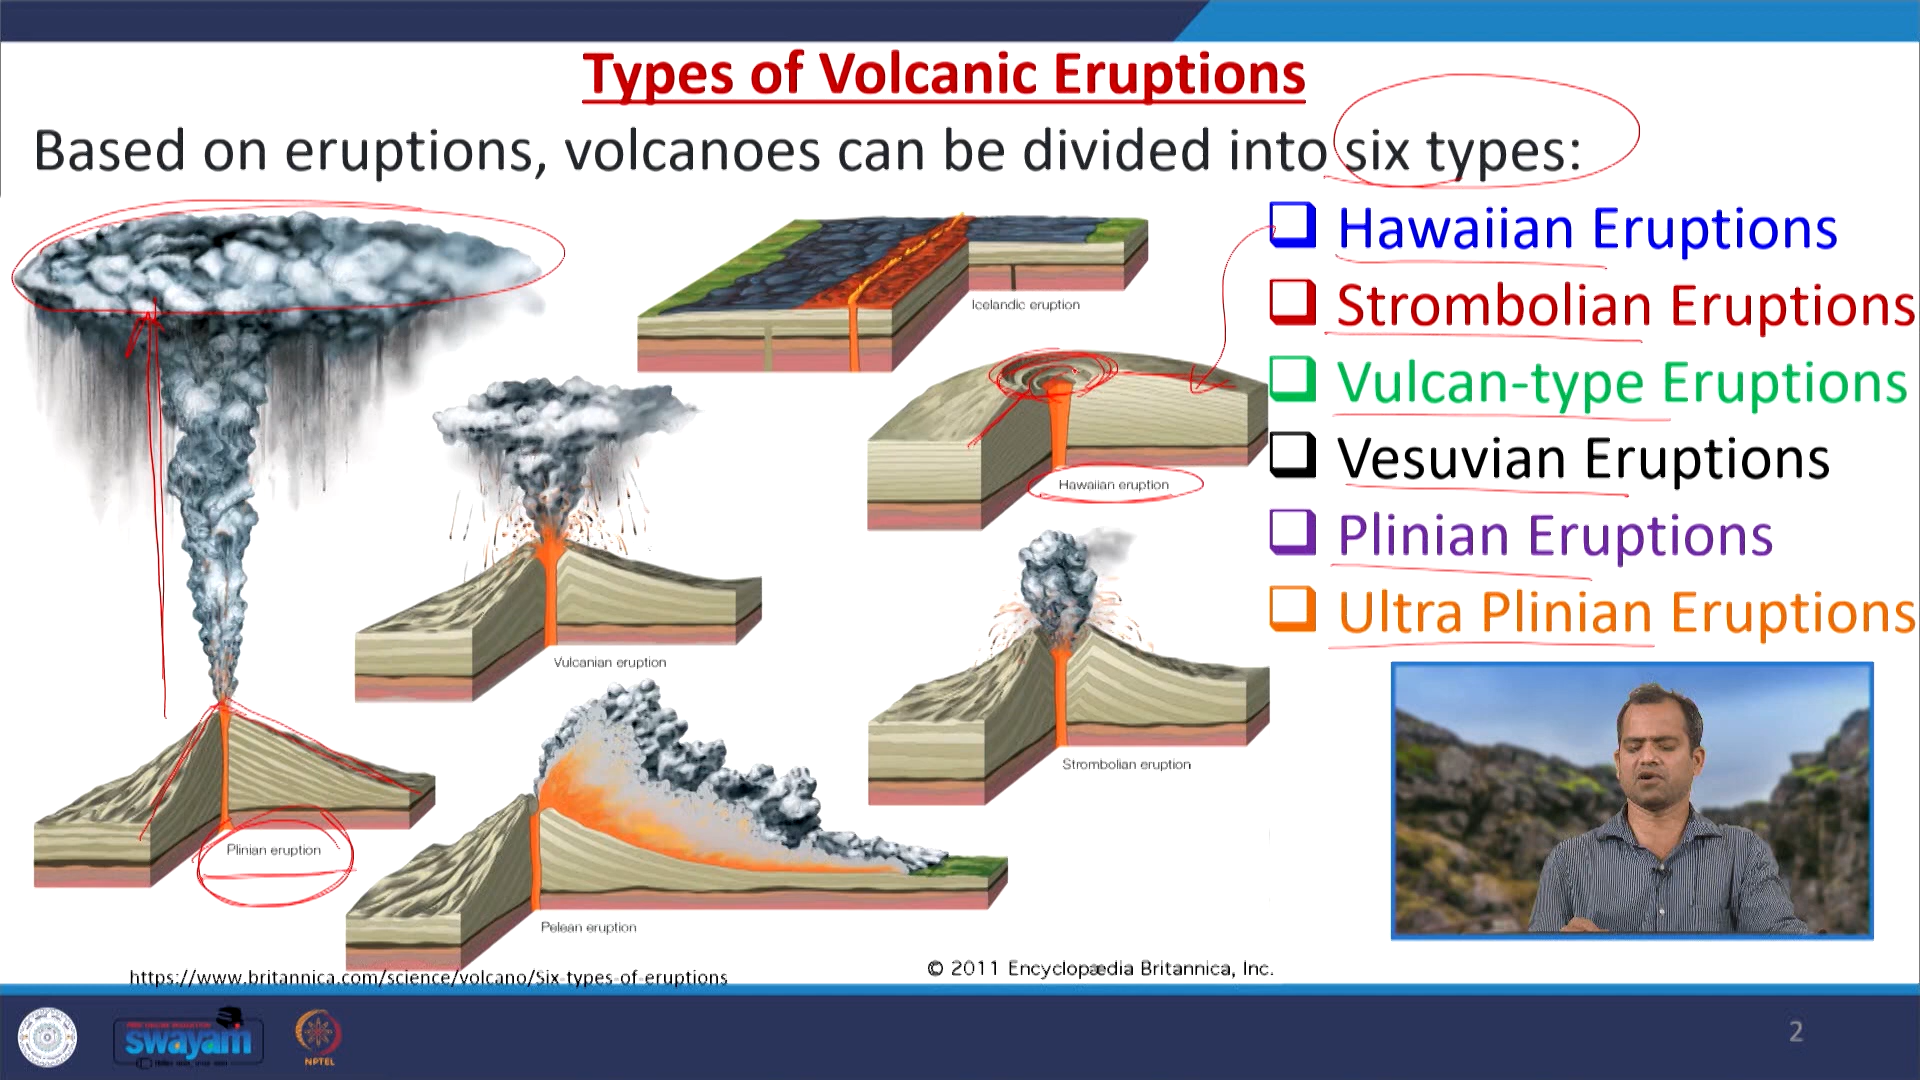 Types of Volcanic Eruptions
Based on eruptions, volcanoes can be divided into six types:
Hawaiian Eruptions
Strombolian Eruptions
Vulcan-type Eruptions
Vesuvian Eruptions
Plinian Eruptions
Ultra Plinian Eruptions
Icelandic eruption
Hawaiian eruption
Vulcanian eruption
Strombolian eruption
Plinian eruption
Pelean eruption
© 2011 Encyclopædia Britannica, Inc.
https://www.britannica.com/science/volcano/Six-types-of-eruptions
swayam
NPTEL
2